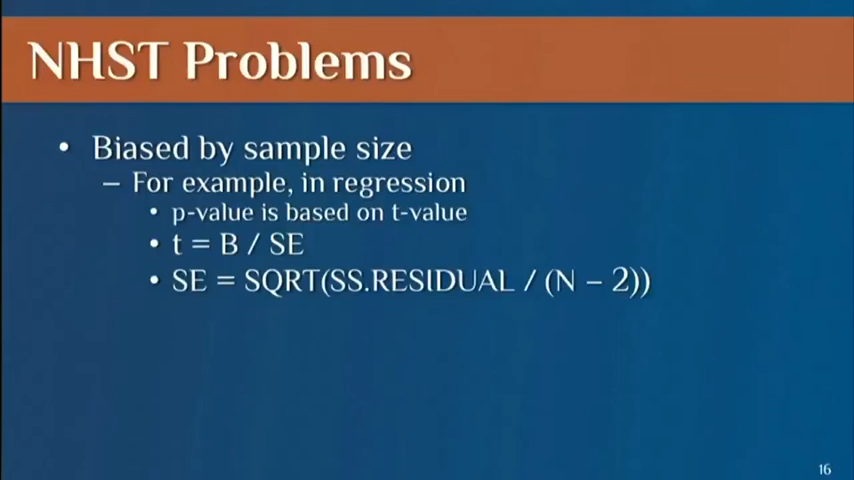 NHST Problems
• Biased by sample size
– For example, in regression
• p-value is based on t-value
• t = B / SE
• SE = SQRT(SS.RESIDUAL / (N – 2))
16